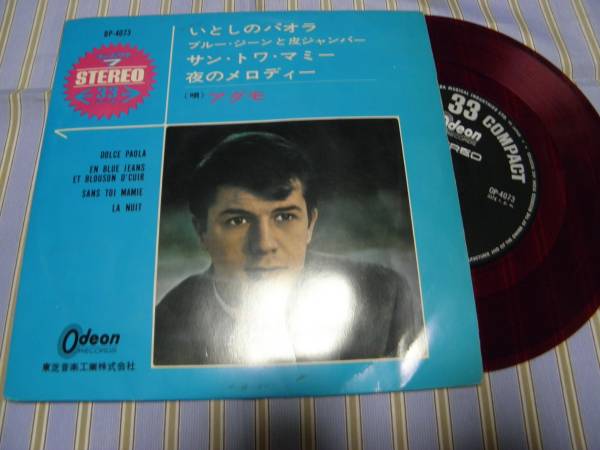 OP-4073
7
STEREO
33
いとしのパオラ
ブルー・ジーンと皮ジャンパー
サン・トワ・マミー
夜のメロディー
(唄) アダモ
DOLCE PAOLA
EN BLUE JEANS
ET BLOUSON D'CUIR
SANS TOI MAMIE
LA NUIT
Odeon
RECORDS
東芝音楽工業株式会社
33 COMPACT
Odeon
RECORDS
STEREO
OP-4073